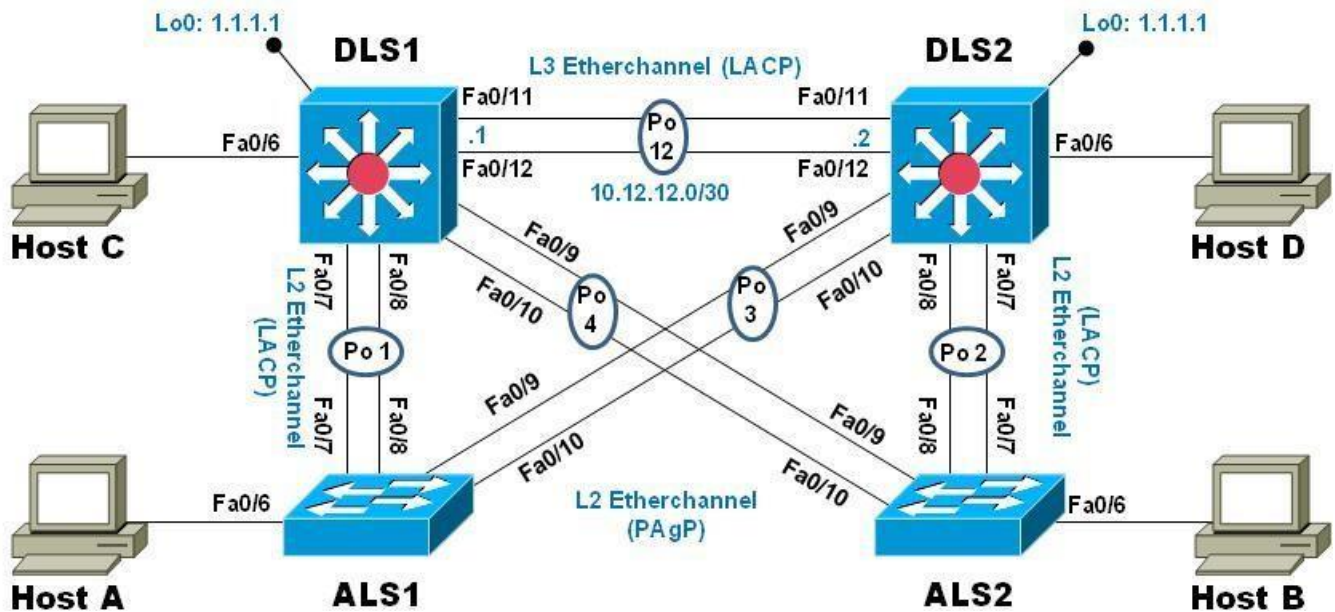 Lo0: 1.1.1.1
Lo0: 1.1.1.1
DLS1
DLS2
L3 Etherchannel (LACP)
Fa0/11
Fa0/11
Fa0/6
.1
Po
12
.2
Fa0/6
Fa0/12
Fa0/12
10.12.12.0/30
Host C
Host D
Fa0/9
Fa0/9
Fa0/7
Fa0/8
Fa0/10
Po
4
Po
3
Fa0/10
Fa0/8
Fa0/7
L2 Etherchannel
(LACP)
Po 1
Po 2
L2 Etherchannel
(LACP)
Fa0/7
Fa0/8
Fa0/9
Fa0/10
Fa0/9
Fa0/10
Fa0/8
Fa0/7
L2 Etherchannel
(PAgP)
Fa0/6
Fa0/6
Host A
ALS1
ALS2
Host B